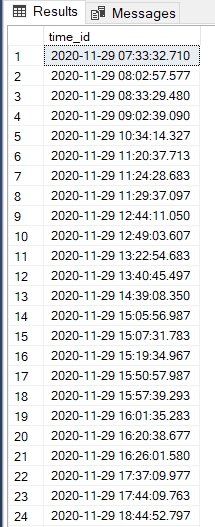 Results Messages
time_id
1 2020-11-29 07:33:32.710
2 2020-11-29 08:02:57.577
3 2020-11-29 08:33:29.480
4 2020-11-29 09:02:39.090
5 2020-11-29 10:34:14.327
6 2020-11-29 11:20:37.713
7 2020-11-29 11:24:28.683
8 2020-11-29 11:29:37.097
9 2020-11-29 12:44:11.050
10 2020-11-29 12:49:03.607
11 2020-11-29 13:22:54.683
12 2020-11-29 13:40:45.497
13 2020-11-29 14:39:08.350
14 2020-11-29 15:05:56.987
15 2020-11-29 15:07:31.783
16 2020-11-29 15:19:34.967
17 2020-11-29 15:50:57.987
18 2020-11-29 15:57:39.293
19 2020-11-29 16:01:35.283
20 2020-11-29 16:20:38.677
21 2020-11-29 16:26:01.580
22 2020-11-29 17:37:09.977
23 2020-11-29 17:44:09.763
24 2020-11-29 18:44:52.797